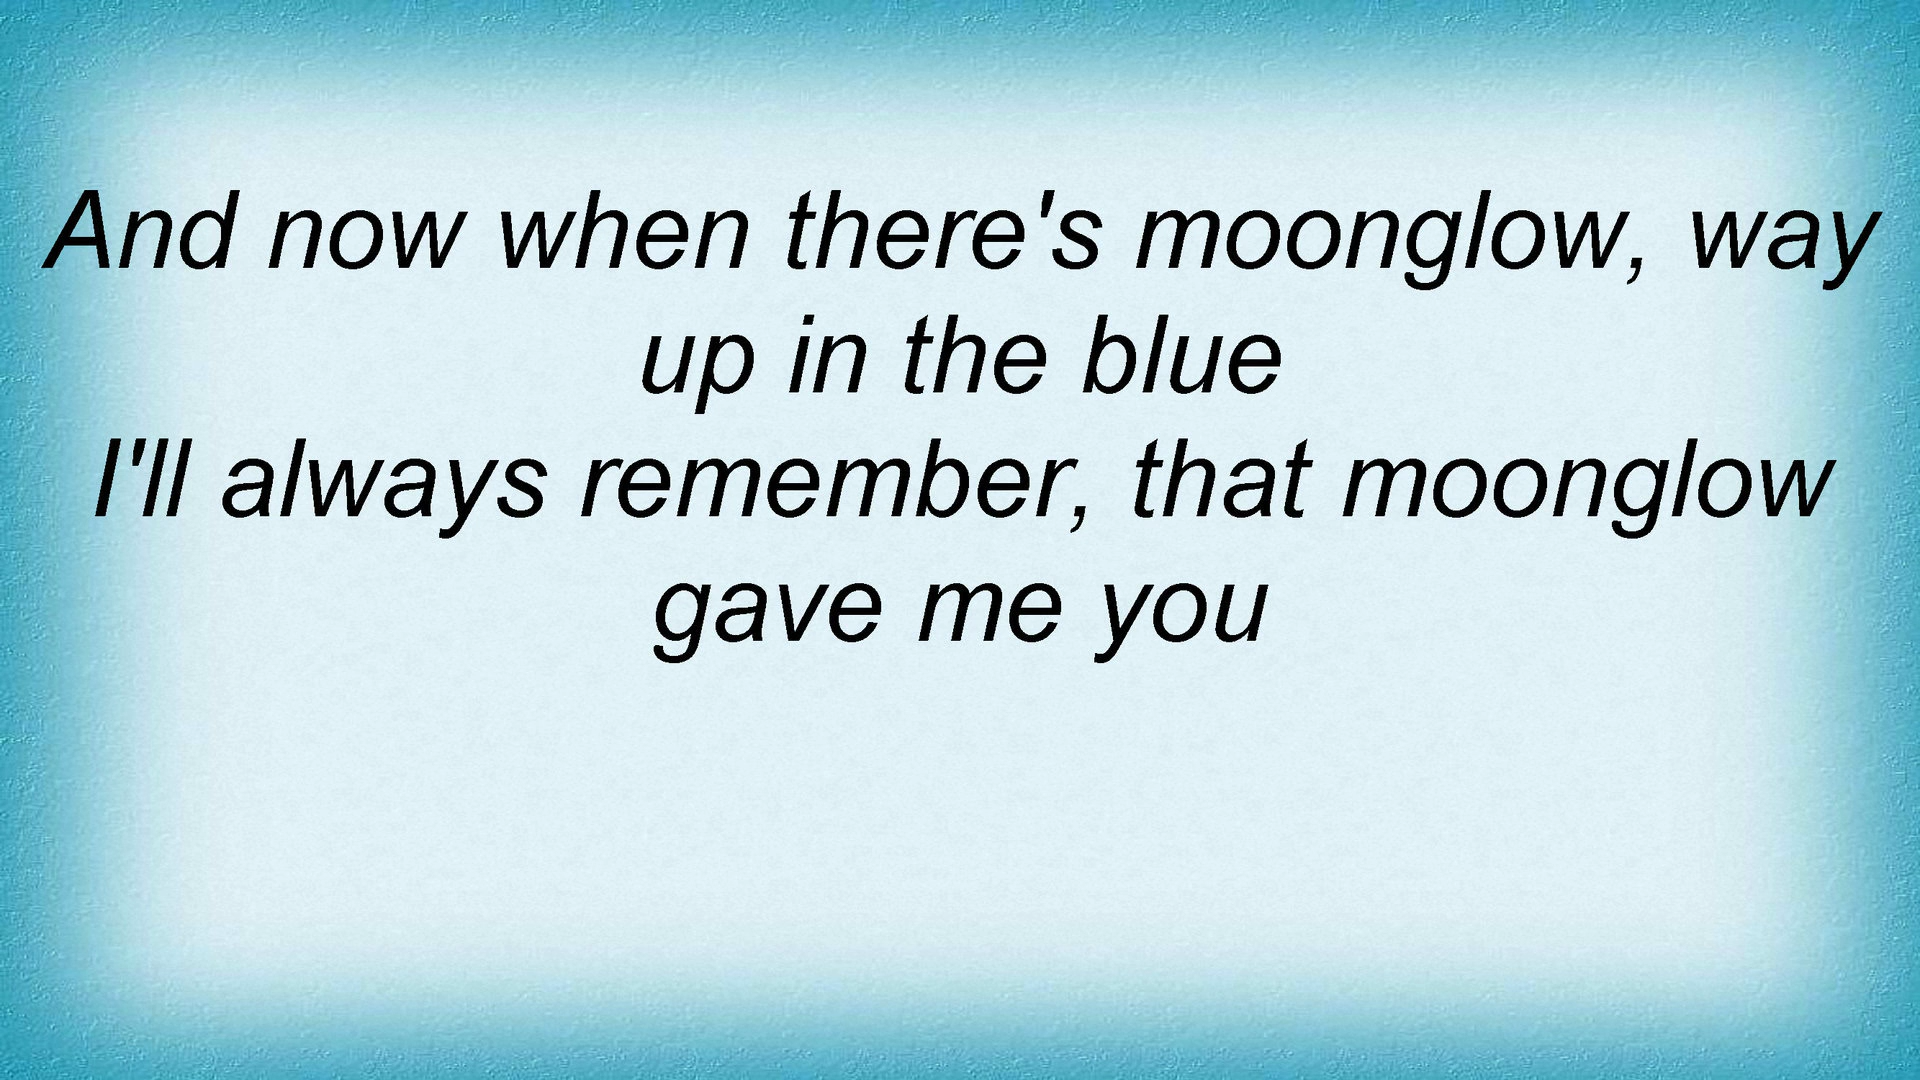 And now when there's moonglow, way
up in the blue
I'll always remember, that moonglow
gave me you